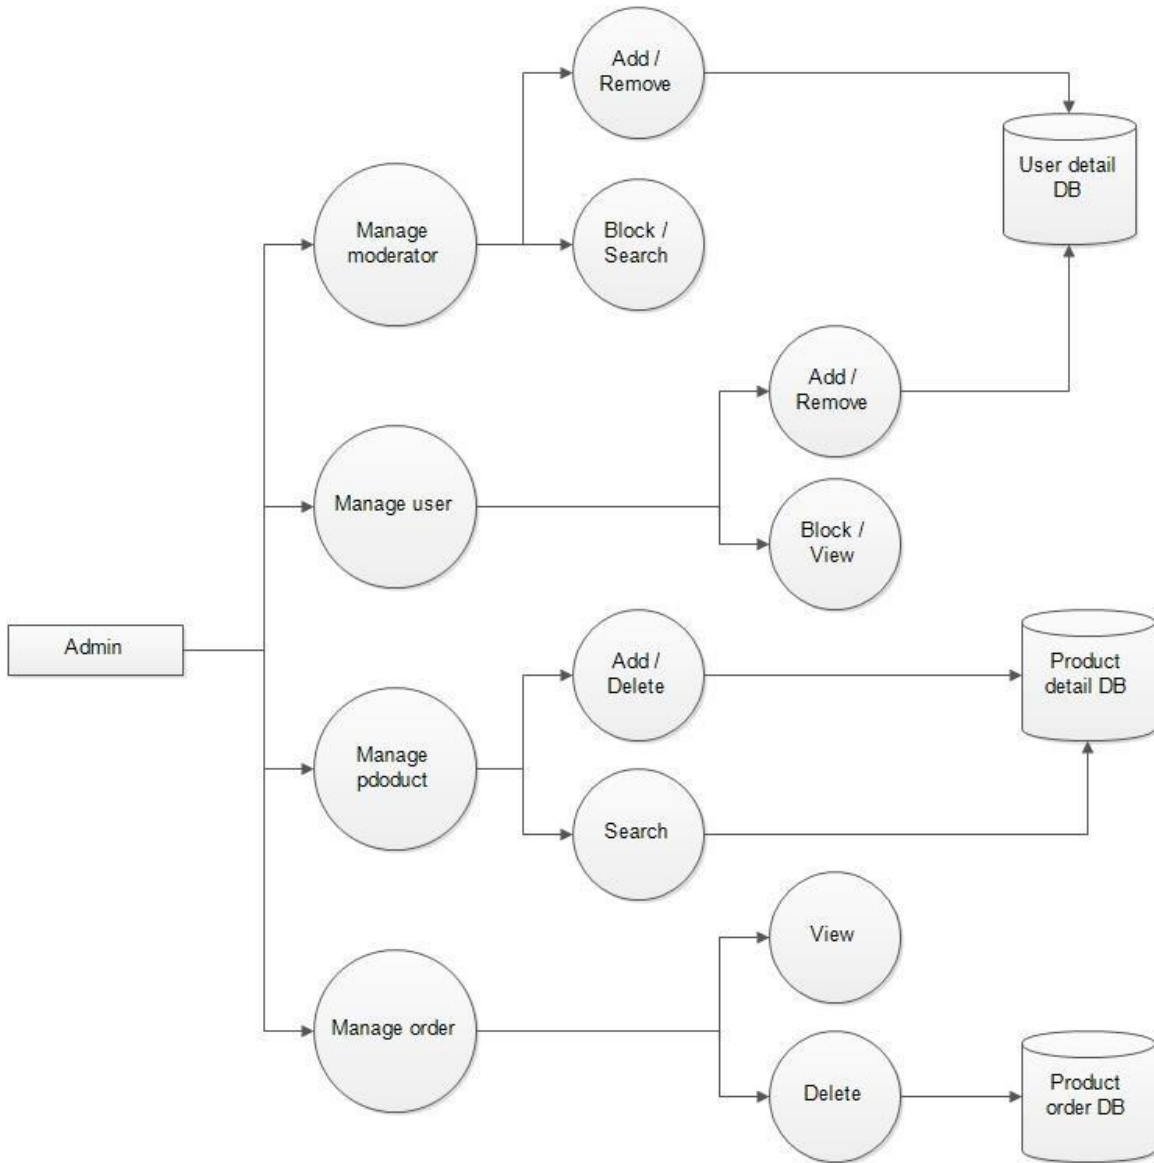 Add /
Remove
User detail
DB
Manage
moderator
Block /
Search
Add /
Remove
Manage user
Block /
View
Admin
Add /
Delete
Product
detail DB
Manage
pdoduct
Search
View
Manage order
Delete
Product
order DB